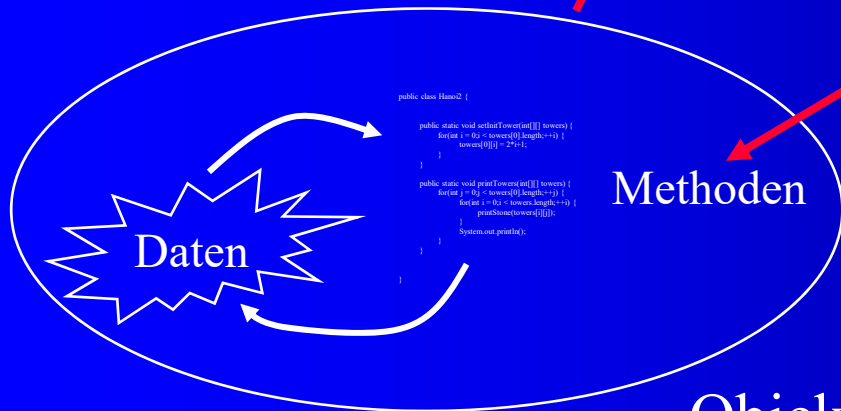 public class Hanoi2 {
public static void setInitTower(int[][] towers) {
for(int i = 0;i < towers[0].length;++i) {
towers[0][i] = 2*i+1;
}
}
public static void printTowers(int[][] towers) {
for(int j = 0;j < towers[0].length;++j) {
for(int i = 0;i < towers.length;++i) {
printStone(towers[i][j]);
}
System.out.println();
}
}
}
Methoden
Daten